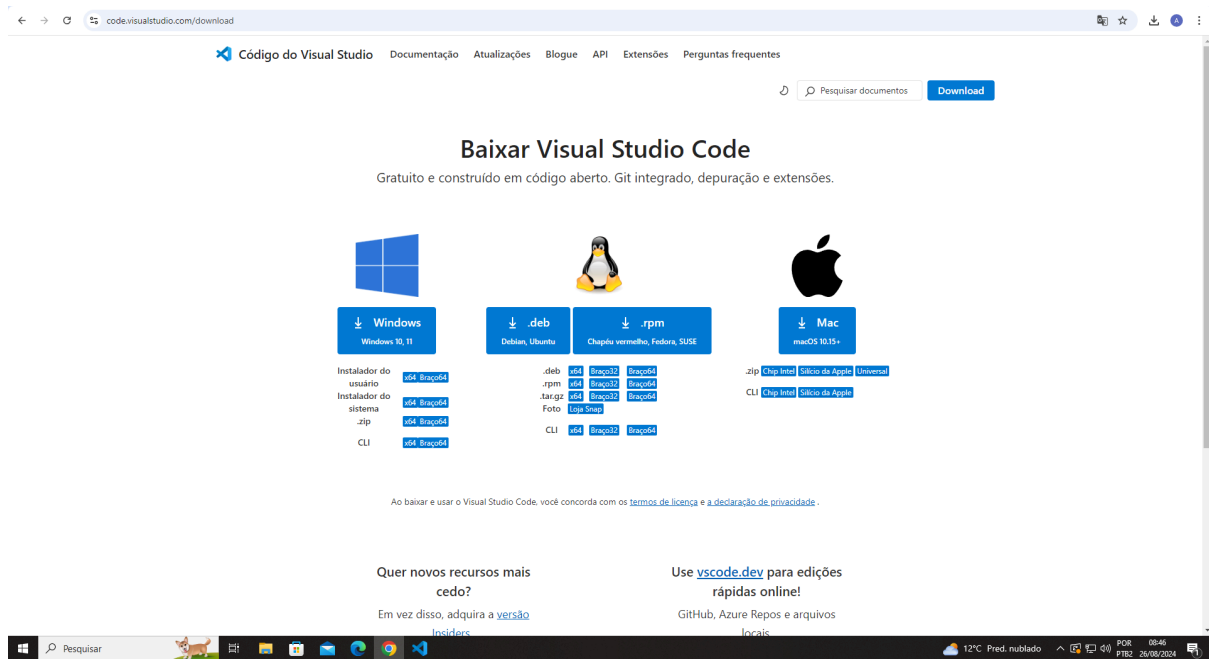 code.visualstudio.com/download
A
Código do Visual Studio Documentação Atualizações Blogue API Extensões Perguntas frequentes
Pesquisar documentos Download
Baixar Visual Studio Code
Gratuito e construído em código aberto. Git integrado, depuração e extensões.
Windows
Windows 10, 11
.deb
Debian, Ubuntu
.rpm
Chapéu vermelho, Fedora, SUSE
Mac
macOS 10.15+
Instalador do
usuário
x64 Braço64
Instalador do
sistema
x64 Braço64
.zip x64 Braço64
CLI x64 Braço64
.deb x64 Braço32 Braço64
.rpm x64 Braço32 Braço64
.tar.gz x64 Braço32 Braço64
Foto Loja Snap
CLI x64 Braço32 Braço64
.zip Chip Intel Silício da Apple Universal
CLI Chip Intel Silício da Apple
Ao baixar e usar o Visual Studio Code, você concorda com os termos de licença e a declaração de privacidade .
Quer novos recursos mais
cedo?
Em vez disso, adquira a versão
Insiders
Use vscode.dev para edições
rápidas online!
GitHub, Azure Repos e arquivos
locais
Pesquisar
12°C Pred. nublado
POR
PTB2
08:46
26/08/2024